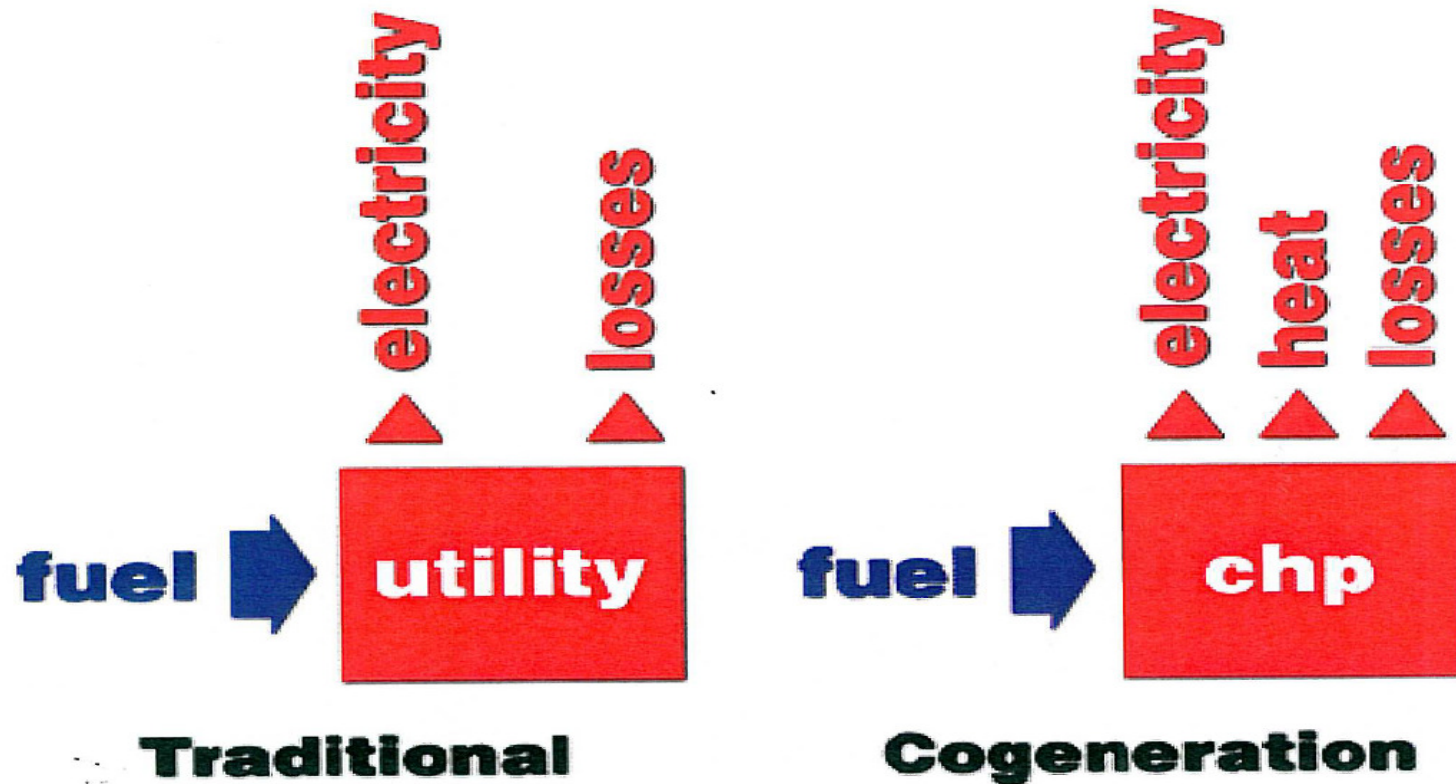 electricity
losses
fuel
utility
Traditional
electricity
heat
losses
fuel
chp
Cogeneration